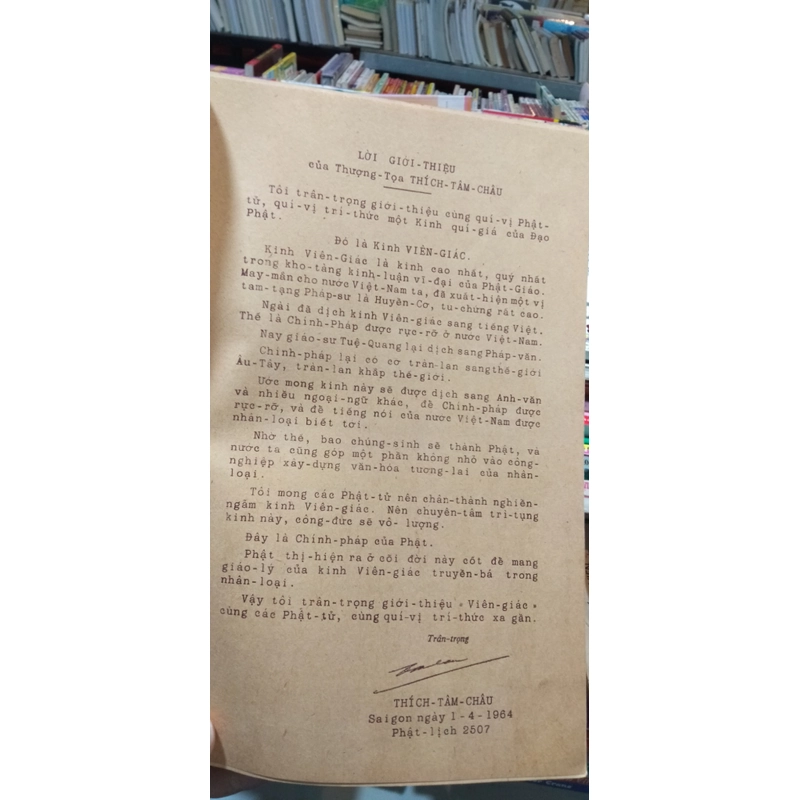 LỜI GIỚI-THIỆU
của Thượng-Tọa THÍCH-TÂM-CHÂU
Tôi trân-trọng giới-thiệu cùng quí-vị Phật-
tử, quí-vị trí-thức một Kinh quí-giá của Đạo
Phật.
Đó là Kinh VIÊN-GIÁC.
Kinh Viên-Giác là kinh cao nhất, quý nhất
trong kho-tàng kinh-luận vĩ-đại của Phật-Giáo.
May-mắn cho nước Việt-Nam ta, đã xuất-hiện một vị
tam-tạng Pháp-sư là Huyền-Cơ, tu-chứng rất cao.
Ngài đã dịch kinh Viên-giác sang tiếng Việt.
Thế là Chính-Pháp được rực-rỡ ở nước Việt-Nam.
Nay giáo-sư Tuệ-Quang lại dịch sang Pháp-văn.
Chính-pháp lại có cơ tràn-lan sang thế-giới
Âu-Tây, tràn-lan khắp thế-giới.
Ước mong kinh này sẽ được dịch sang Anh-văn
và nhiều ngoại-ngữ khác, để Chính-pháp được
rực-rỡ, và để tiếng nói của nước Việt-Nam được
nhân-loại biết tới.
Nhờ thế, bao chúng-sinh sẽ thành Phật, và
nước ta cũng góp một phần không nhỏ vào công-
nghiệp xây-dựng văn-hóa tương-lai của nhân-
loại.
Tôi mong các Phật-tử nên chân-thành nghiền-
ngẫm kinh Viên-giác. Nên chuyên-tâm trì-tụng
kinh này, công-đức sẽ vô-lượng.
Đây là Chính-pháp của Phật.
Phật thị-hiện ra ở cõi đời này cốt để mang
giáo-lý của kinh Viên-giác truyền-bá trong
nhân-loại.
Vậy tôi trân-trọng giới-thiệu «Viên-giác»
cùng các Phật-tử, cùng quí-vị trí-thức xa gần.
Trân-trọng
THÍCH-TÂM-CHÂU
Saigon ngày 1-4-1964
Phật-lịch 2507